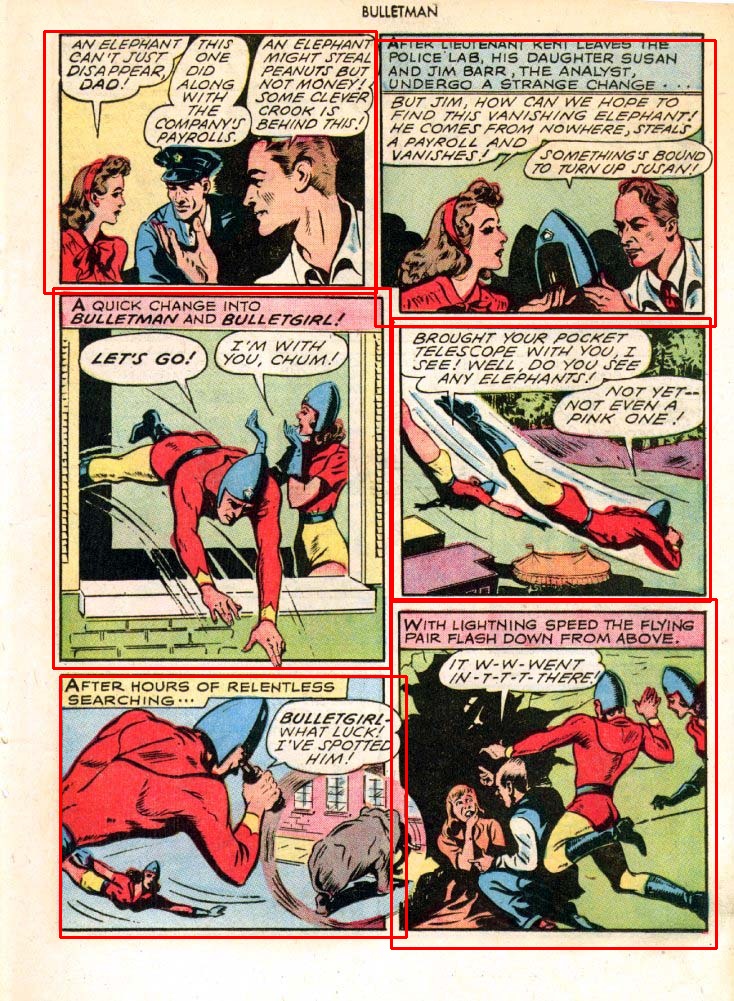 BULLETMAN
AN ELEPHANT
CAN'T JUST
DISAPPEAR,
DAD!
THIS
ONE
DID
ALONG
WITH
THE
COMPANY'S
PAYROLLS.
AN ELEPHANT
MIGHT STEAL
PEANUTS BUT
NOT MONEY!
SOME CLEVER
CROOK IS
BEHIND THIS!
AFTER LIEUTENANT KENT LEAVES THE
POLICE LAB, HIS DAUGHTER SUSAN
AND JIM BARR, THE ANALYST,
UNDERGO A STRANGE CHANGE...
BUT JIM, HOW CAN WE HOPE TO
FIND THIS VANISHING ELEPHANT!
HE COMES FROM NOWHERE, STEALS
A PAYROLL AND
VANISHES!
SOMETHING'S BOUND
TO TURN UP SUSAN!
A QUICK CHANGE INTO
BULLETMAN AND BULLETGIRL!
LET'S GO!
I'M WITH
YOU, CHUM!
BROUGHT YOUR POCKET
TELESCOPE WITH YOU, I
SEE! WELL, DO YOU SEE
ANY ELEPHANTS!
NOT YET--
NOT EVEN A
PINK ONE!
AFTER HOURS OF RELENTLESS
SEARCHING...
BULLETGIRL-
WHAT LUCK!
I'VE SPOTTED
HIM!
WITH LIGHTNING SPEED THE FLYING
PAIR FLASH DOWN FROM ABOVE.
IT W-W-WENT
IN-T-T-T-THERE!